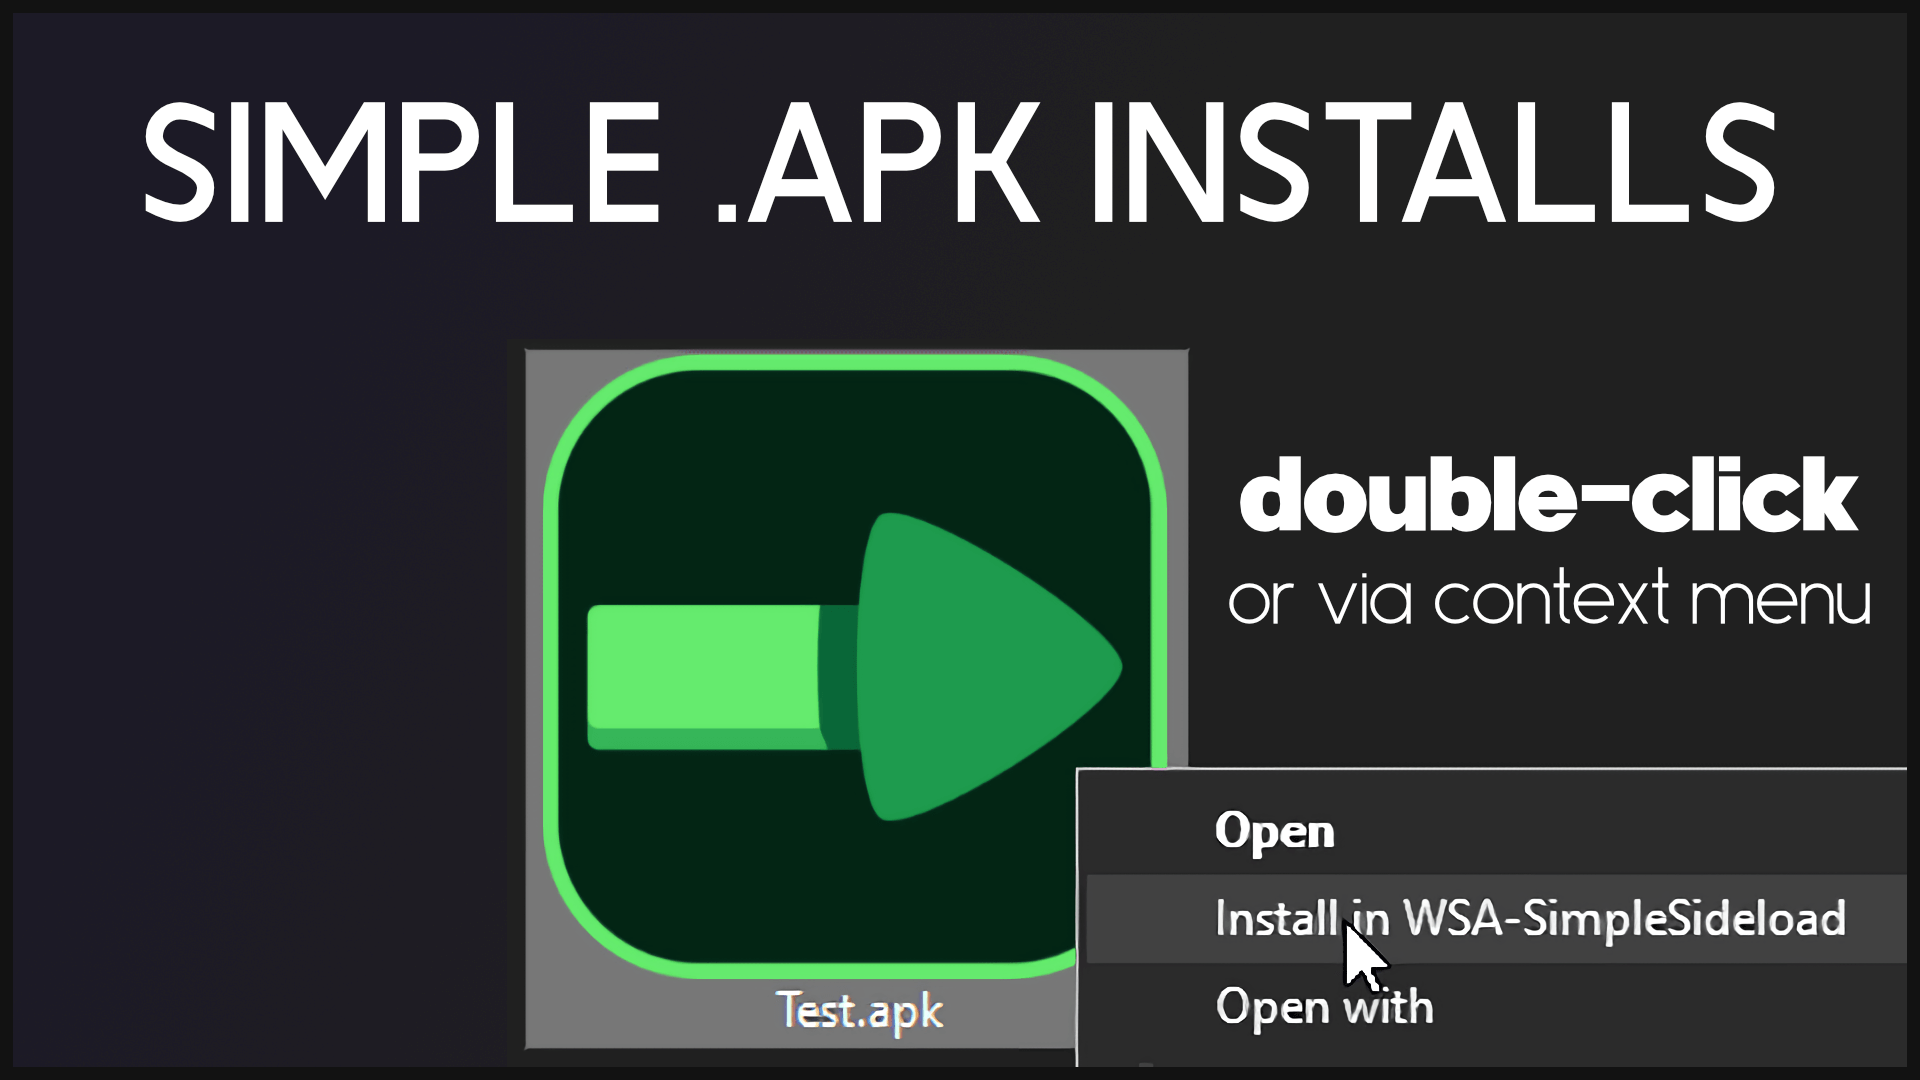 SIMPLE .APK INSTALLS
double-click
or via context menu
Open
Install in WSA-SimpleSideload
Open with
Test.apk